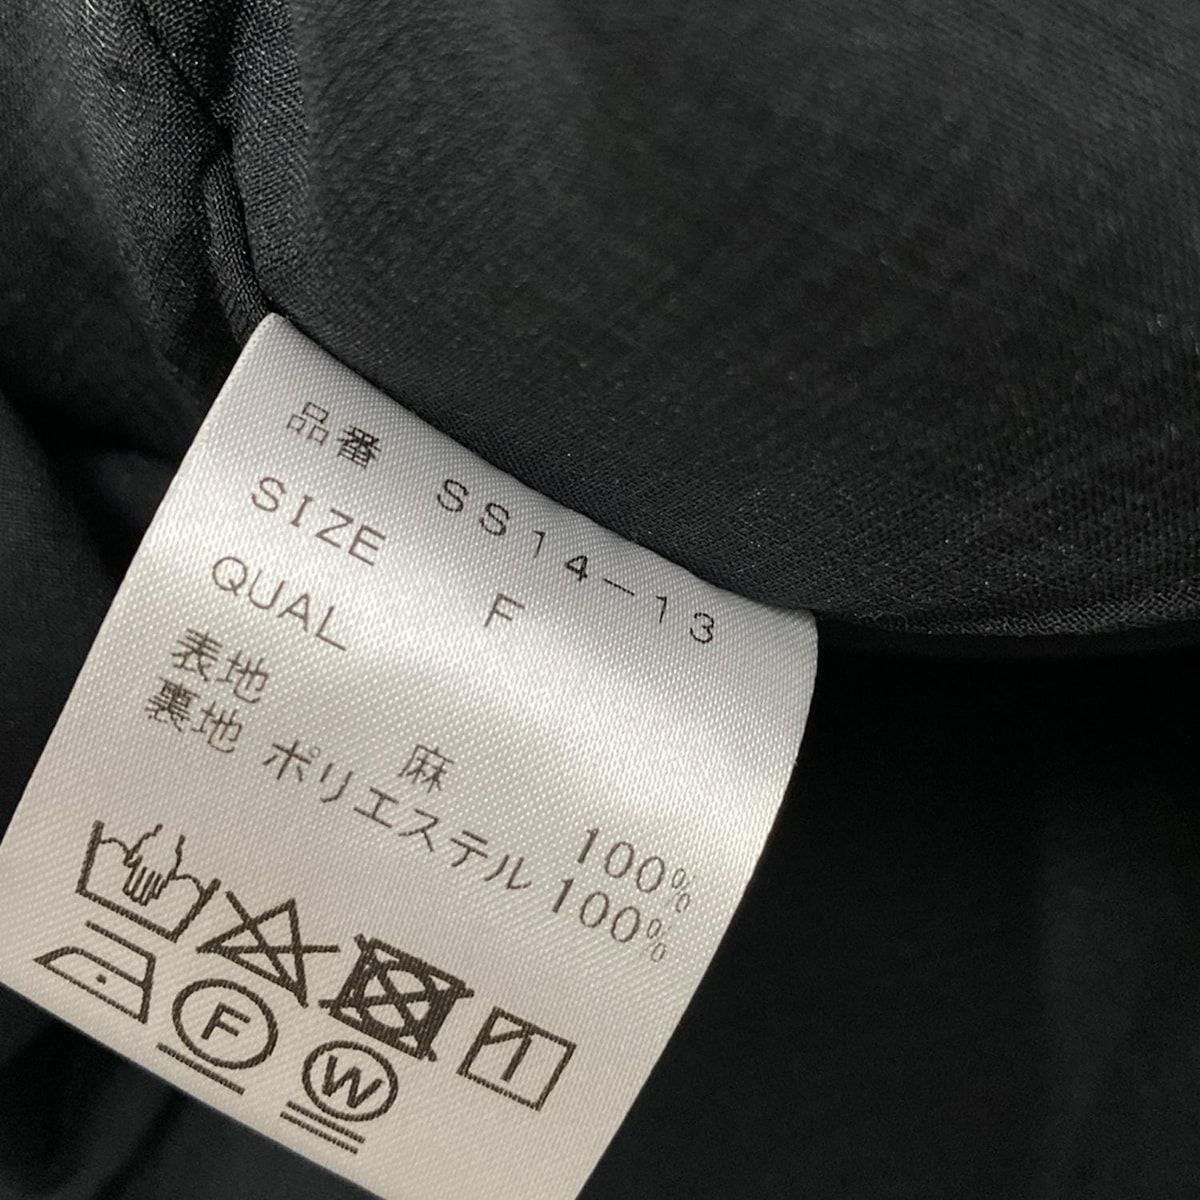 品番 SS14-13
SIZE F
QUAL
表地 麻 100%
裏地 ポリエステル 100%
F
W